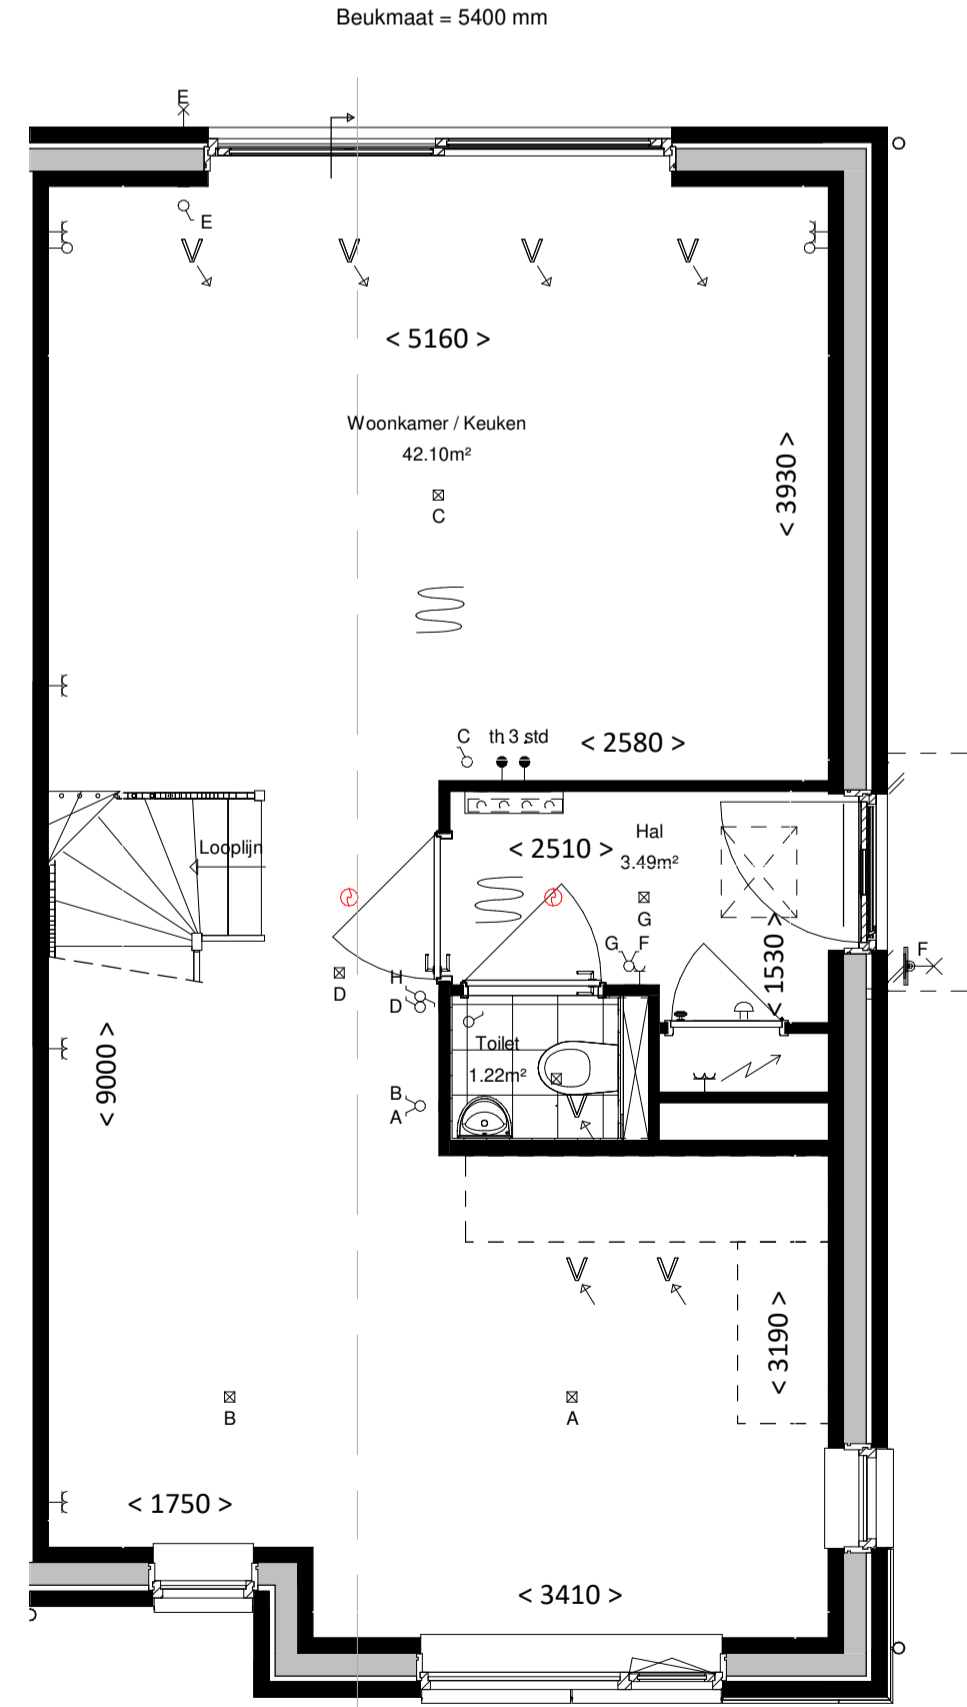 Beukmaat = 5400 mm
E
E
V V V V
< 5160 >
Woonkamer / Keuken
42.10m²
< 3930 >
C
C th 3 std
< 2580 >
Hal
3.49m²
< 2510 >
Looplijn
G
G F
F
< 1530 >
D
H
D
Toilet
1.22m²
V
B
A
< 9000 >
V V
< 3190 >
B
A
< 1750 >
< 3410 >